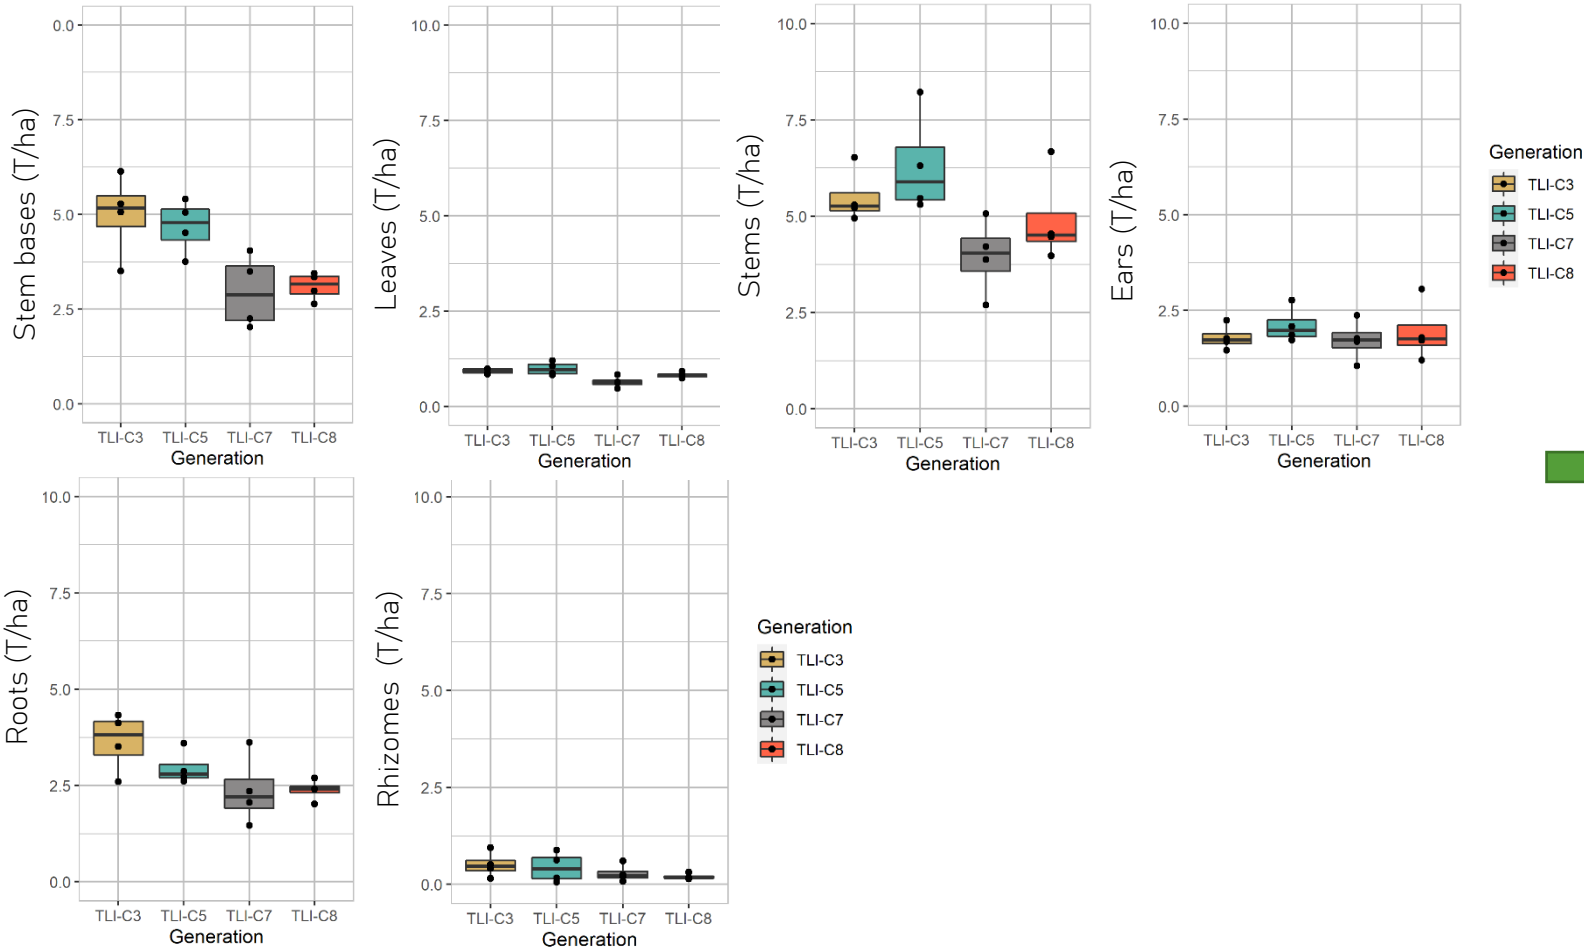 Stem bases (T/ha)
0.0
7.5
5.0
2.5
0.0
TLI-C3 TLI-C5 TLI-C7 TLI-C8
Generation
Leaves (T/ha)
10.0
7.5
5.0
2.5
0.0
TLI-C3 TLI-C5 TLI-C7 TLI-C8
Generation
Stems (T/ha)
10.0
7.5
5.0
2.5
0.0
TLI-C3 TLI-C5 TLI-C7 TLI-C8
Generation
Ears (T/ha)
10.0
7.5
5.0
2.5
0.0
TLI-C3 TLI-C5 TLI-C7 TLI-C8
Generation
Generation
TLI-C3
TLI-C5
TLI-C7
TLI-C8
Roots (T/ha)
10.0
7.5
5.0
2.5
0.0
TLI-C3 TLI-C5 TLI-C7 TLI-C8
Generation
Rhizomes (T/ha)
10.0
7.5
5.0
2.5
0.0
TLI-C3 TLI-C5 TLI-C7 TLI-C8
Generation
Generation
TLI-C3
TLI-C5
TLI-C7
TLI-C8